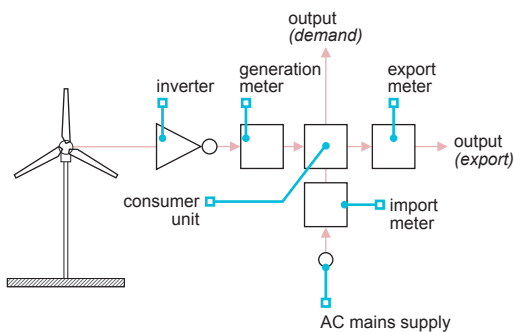 output
(demand)
inverter
generation
meter
export
meter
output
(export)
consumer
unit
import
meter
AC mains supply